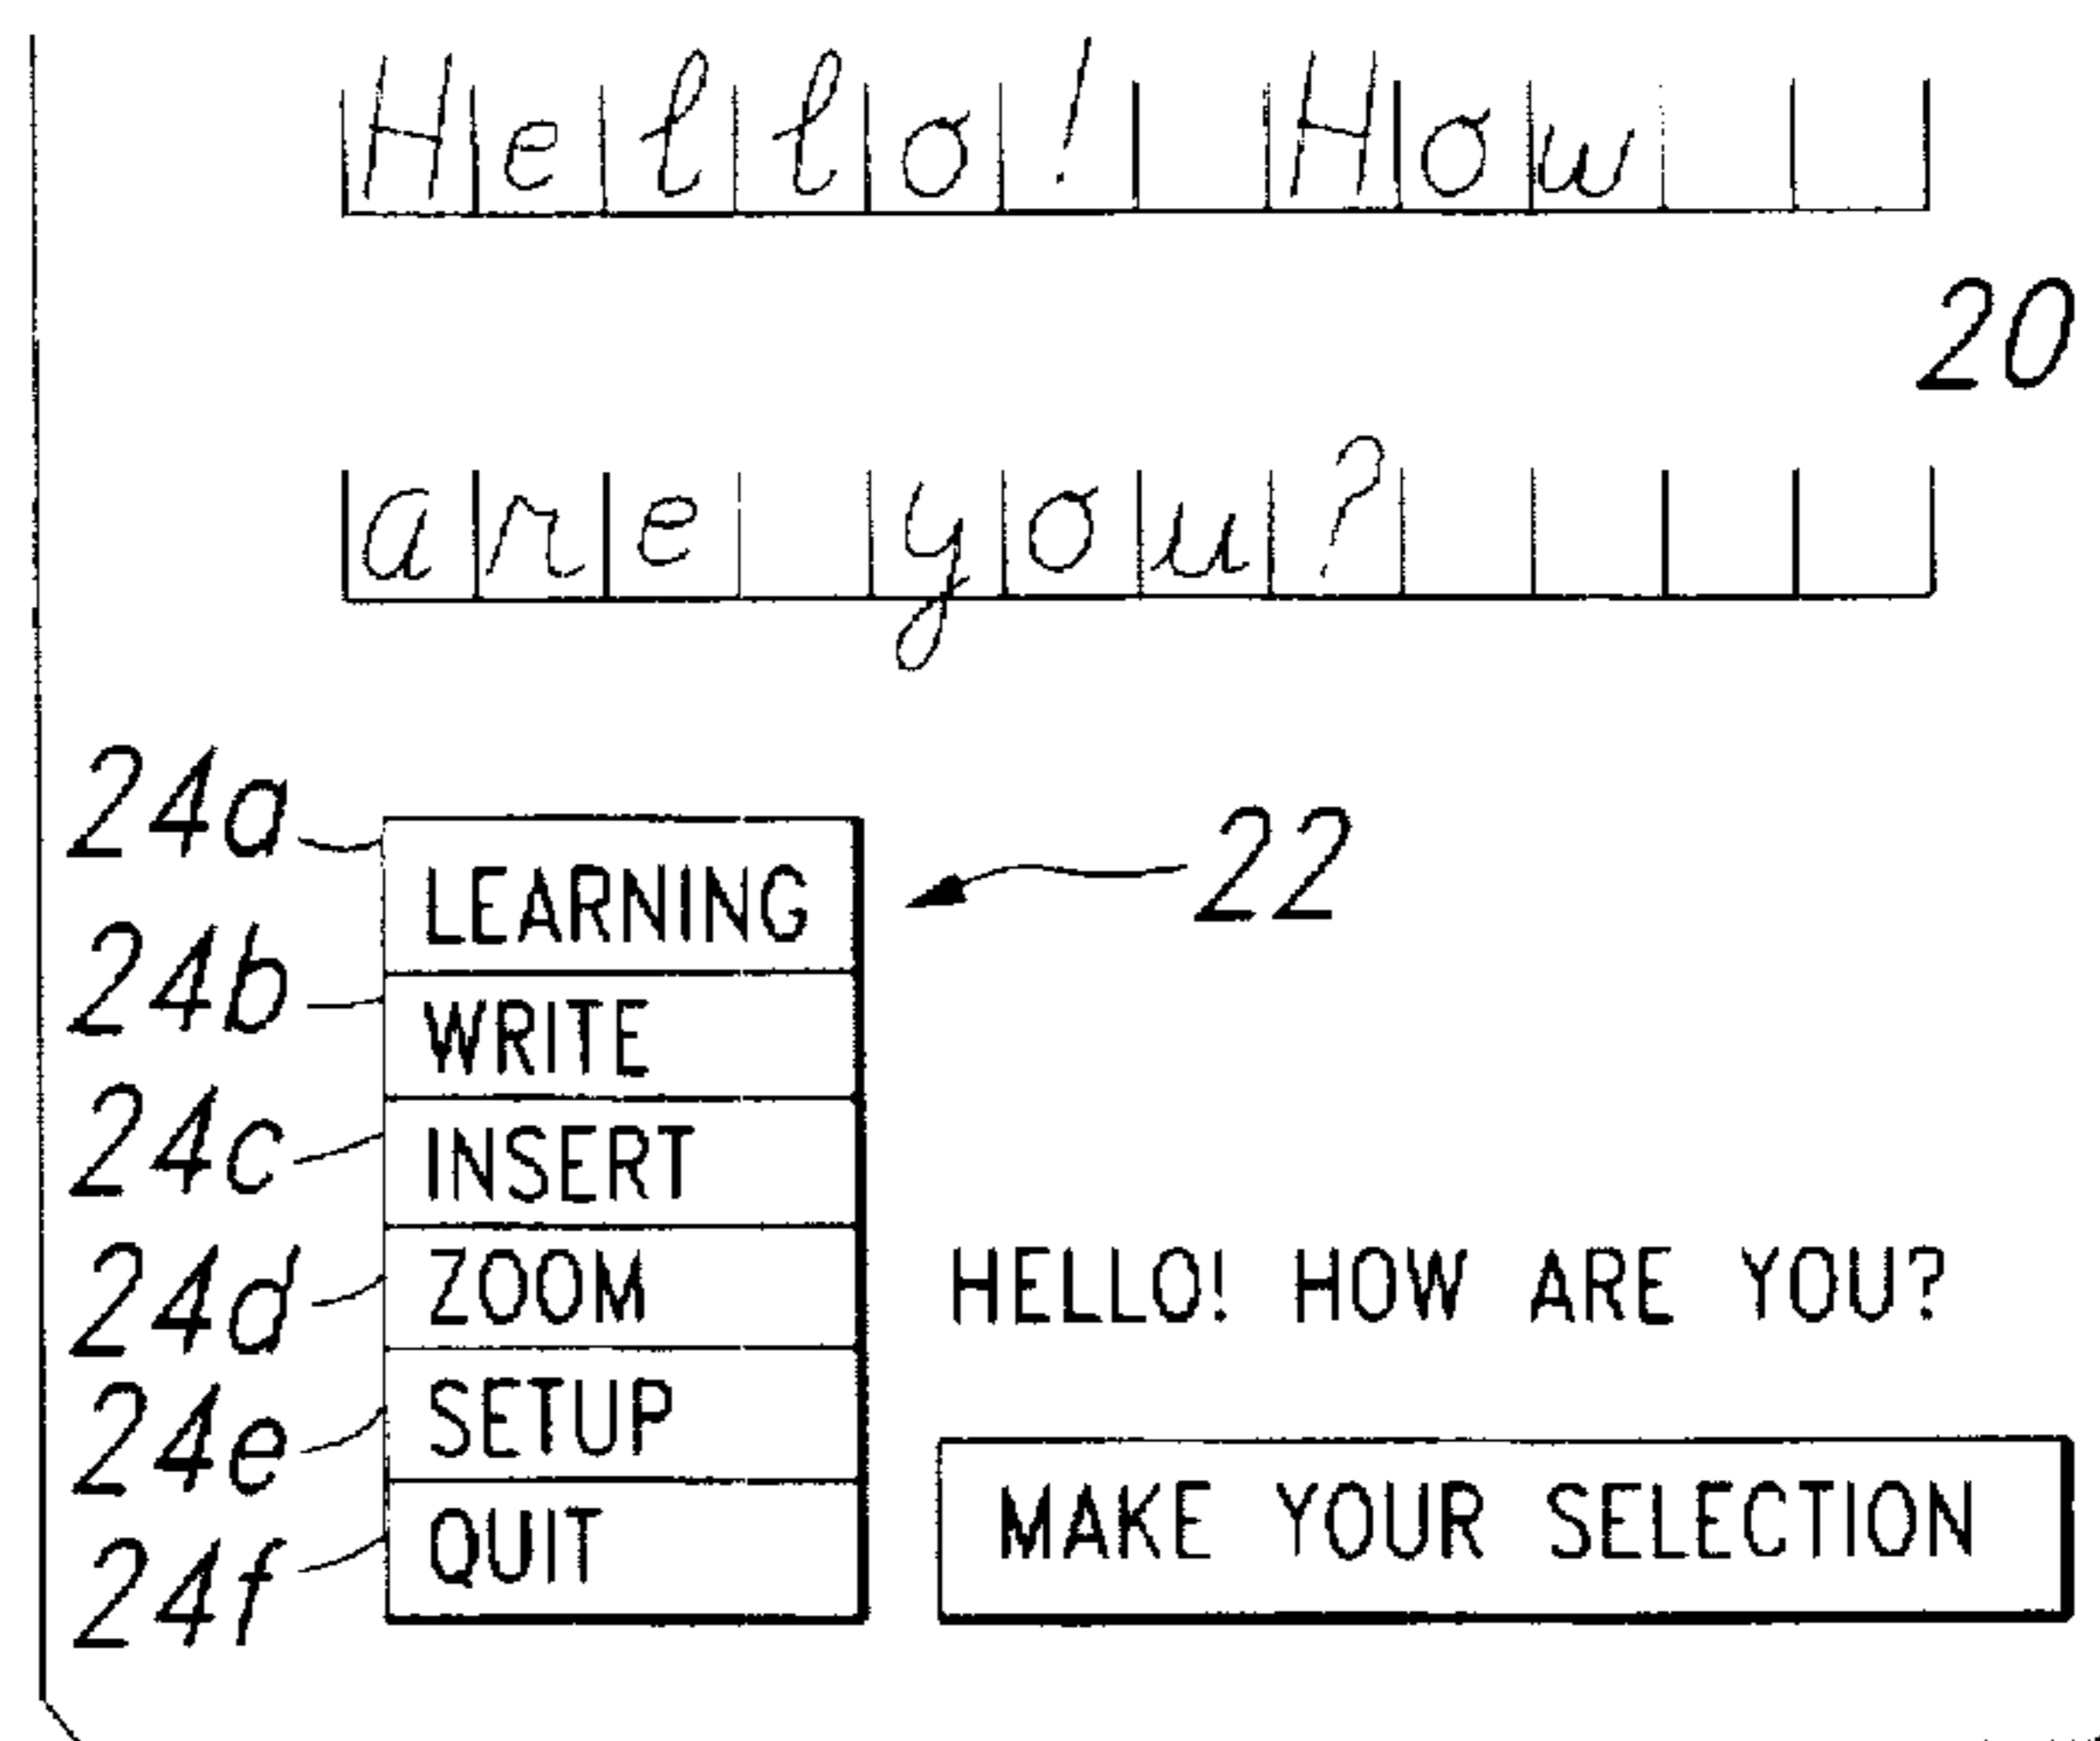 Hello! How
20
are you?
24a
LEARNING
22
24b
WRITE
24c
INSERT
24d
ZOOM
HELLO! HOW ARE YOU?
24e
SETUP
MAKE YOUR SELECTION
24f
QUIT